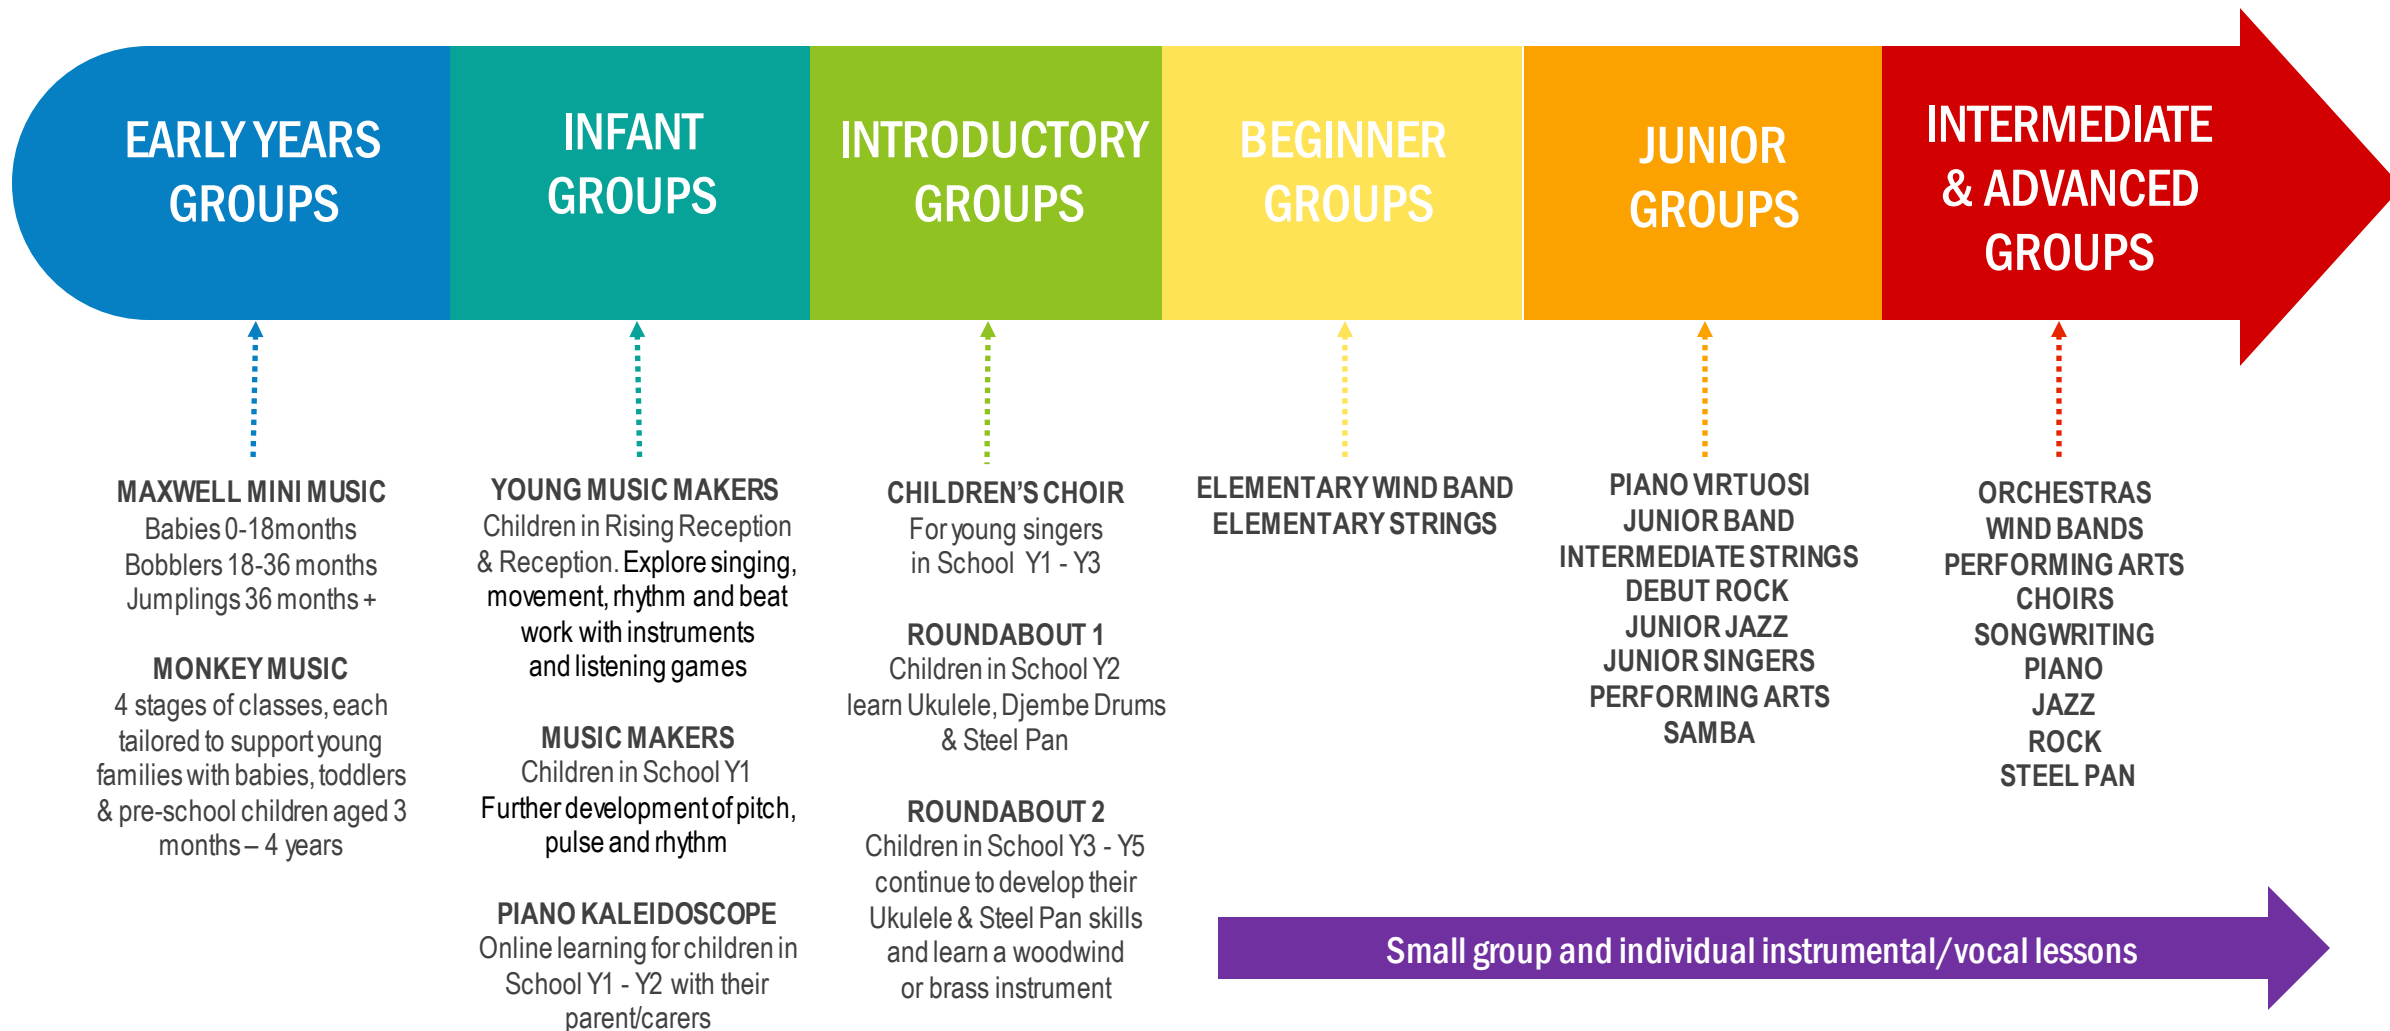 EARLY YEARS
GROUPS
INFANT
GROUPS
INTRODUCTORY
GROUPS
BEGINNER
GROUPS
JUNIOR
GROUPS
INTERMEDIATE
& ADVANCED
GROUPS
MAXWELL MINI MUSIC
Babies 0-18months
Bobblers 18-36 months
Jumplings 36 months +
MONKEY MUSIC
4 stages of classes, each
tailored to support young
families with babies, toddlers
& pre-school children aged 3
months – 4 years
YOUNG MUSIC MAKERS
Children in Rising Reception
& Reception. Explore singing,
movement, rhythm and beat
work with instruments
and listening games
MUSIC MAKERS
Children in School Y1
Further development of pitch,
pulse and rhythm
PIANO KALEIDOSCOPE
Online learning for children in
School Y1 - Y2 with their
parent/carers
CHILDREN’S CHOIR
For young singers
in School Y1 - Y3
ROUNDABOUT 1
Children in School Y2
learn Ukulele, Djembe Drums
& Steel Pan
ROUNDABOUT 2
Children in School Y3 - Y5
continue to develop their
Ukulele & Steel Pan skills
and learn a woodwind
or brass instrument
ELEMENTARY WIND BAND
ELEMENTARY STRINGS
PIANO VIRTUOSI
JUNIOR BAND
INTERMEDIATE STRINGS
DEBUT ROCK
JUNIOR JAZZ
JUNIOR SINGERS
PERFORMING ARTS
SAMBA
ORCHESTRAS
WIND BANDS
PERFORMING ARTS
CHOIRS
SONGWRITING
PIANO
JAZZ
ROCK
STEEL PAN
Small group and individual instrumental/vocal lessons